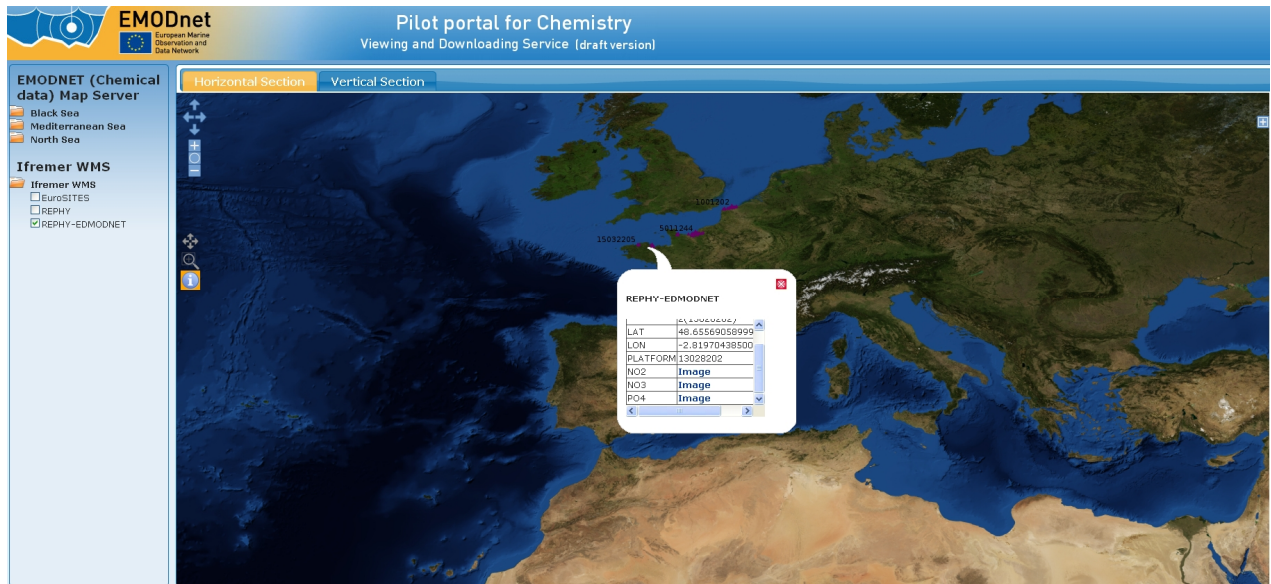 EMODnet
European Marine
Observation and
Data Network
Pilot portal for Chemistry
Viewing and Downloading Service (draft version)
EMODNET (Chemical
data) Map Server
Black Sea
Mediterranean Sea
North Sea
Ifremer WMS
Ifremer WMS
EuroSITES
REPHY
REPHY-EDMODNET
Horizontal Section
Vertical Section
1001202
5011244
15032205
REPHY-EDMODNET
LAT 48.65569058999
LON -2.81970438500
PLATFORM 13028202
NO2 Image
NO3 Image
PO4 Image